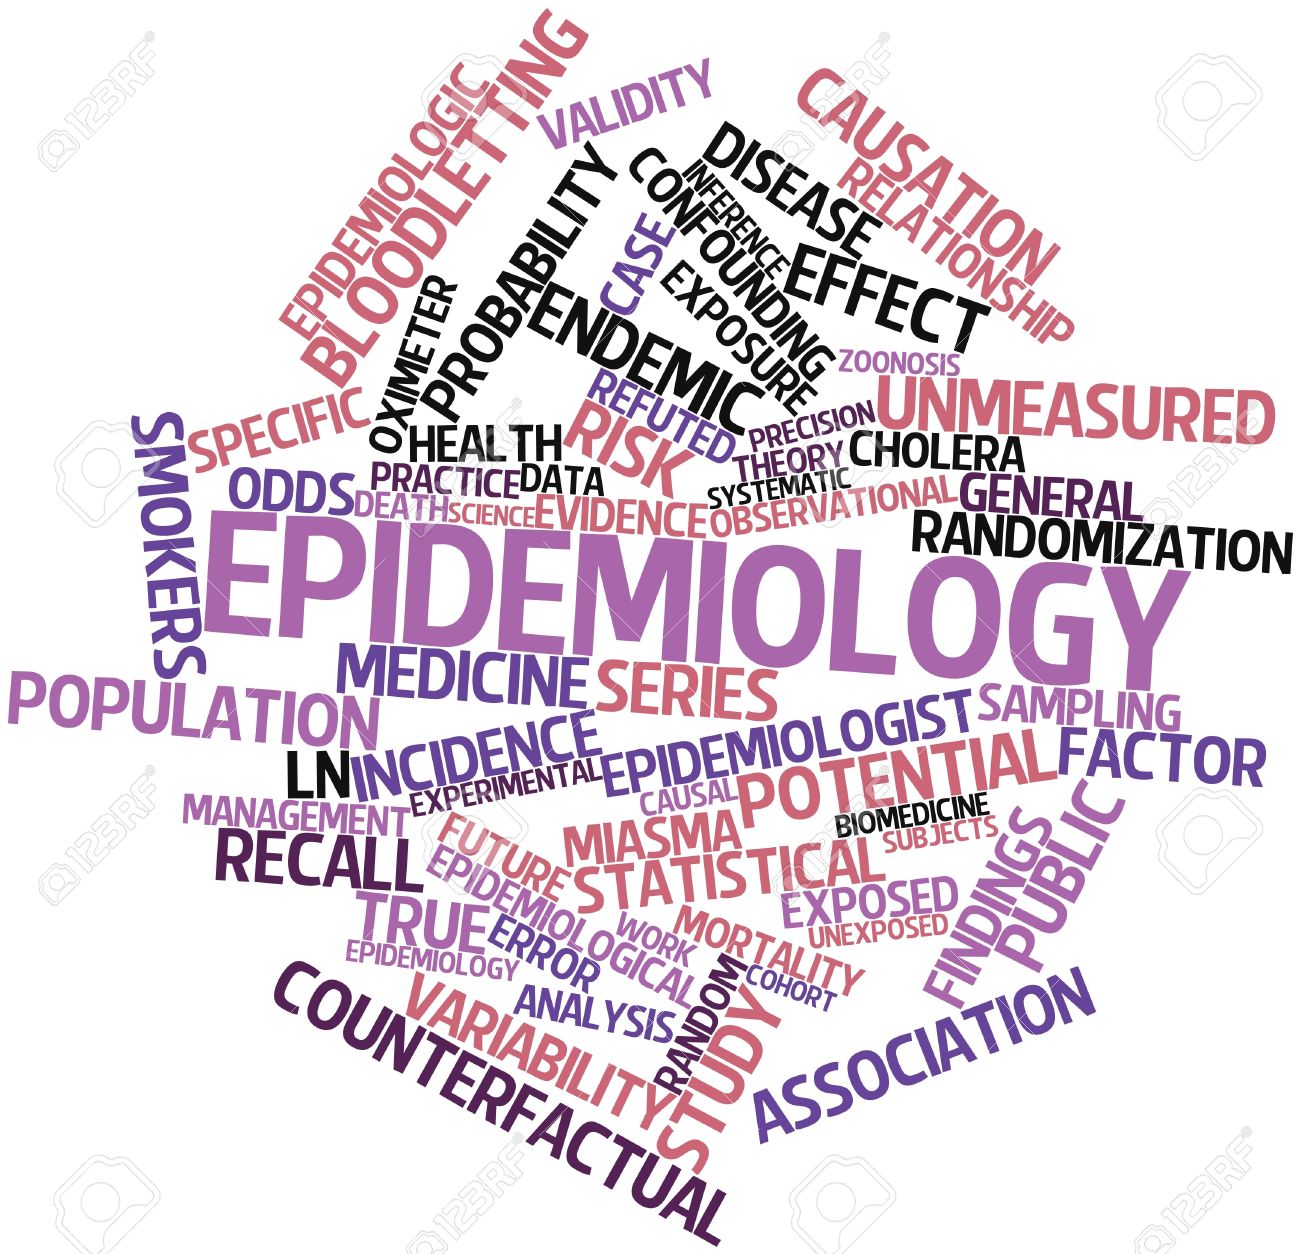 BLOODLETTING
EPIDEMIOLOGIC
VALIDITY
CAUSATION
RELATIONSHIP
DISEASE
CONFOUNDING
INFERENCE
PROBABILITY
CASE
EXPOSURE
EFFECT
ENDEMIC
OXIMETER
ZOONOSIS
REFUTED
UNMEASURED
SPECIFIC
RISK
PRECISION
SMOKERS
HEALTH
THEORY
CHOLERA
ODDS
PRACTICE
DATA
SYSTEMATIC
DEATH
SCIENCE
EVIDENCE
OBSERVATIONAL
GENERAL
RANDOMIZATION
EPIDEMIOLOGY
MEDICINE
SERIES
POPULATION
SAMPLING
LN
INCIDENCE
EPIDEMIOLOGIST
FACTOR
EXPERIMENTAL
CAUSAL
POTENTIAL
MANAGEMENT
BIOMEDICINE
SUBJECTS
RECALL
FUTURE
MIASMA
STATISTICAL
FINDINGS
PUBLIC
EPIDEMIOLOGICAL
EXPOSED
UNEXPOSED
TRUE
ERROR
WORK
MORTALITY
EPIDEMIOLOGY
RANDOM
COHORT
COUNTERFACTUAL
VARIABILITY
ANALYSIS
STUDY
ASSOCIATION
123RF
123RF
123RF
123RF
123RF
123RF
123RF
123RF
123RF
123RF